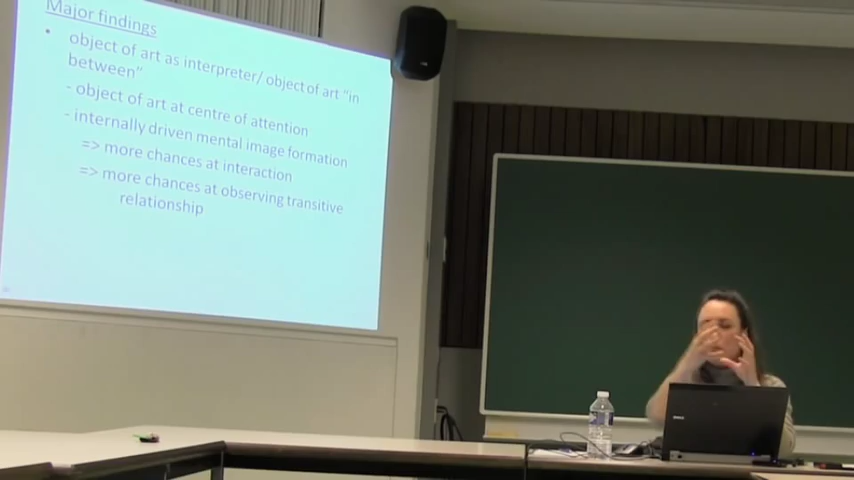 Major findings
• object of art as interpreter/ object of art "in
between"
- object of art at centre of attention
- internally driven mental image formation
=> more chances at interaction
=> more chances at observing transitive
relationship
DELL